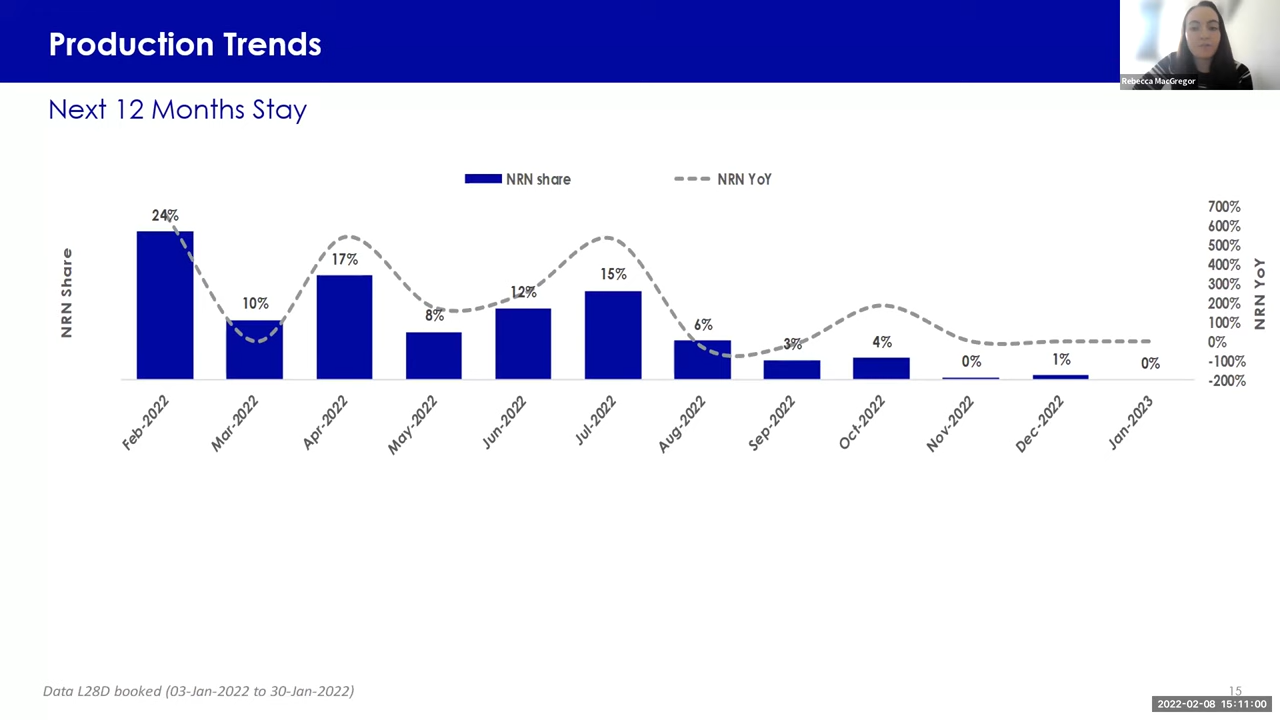 Production Trends
Rebecca MacGregor
Next 12 Months Stay
NRN share
NRN YoY
NRN Share
24%
10%
17%
8%
12%
15%
6%
3%
4%
0%
1%
0%
700%
600%
500%
400%
300%
200%
100%
0%
-100%
-200%
NRN YoY
Feb-2022
Mar-2022
Apr-2022
May-2022
Jun-2022
Jul-2022
Aug-2022
Sep-2022
Oct-2022
Nov-2022
Dec-2022
Jan-2023
Data L28D booked (03-Jan-2022 to 30-Jan-2022)
15
2022-02-08 15:11:00